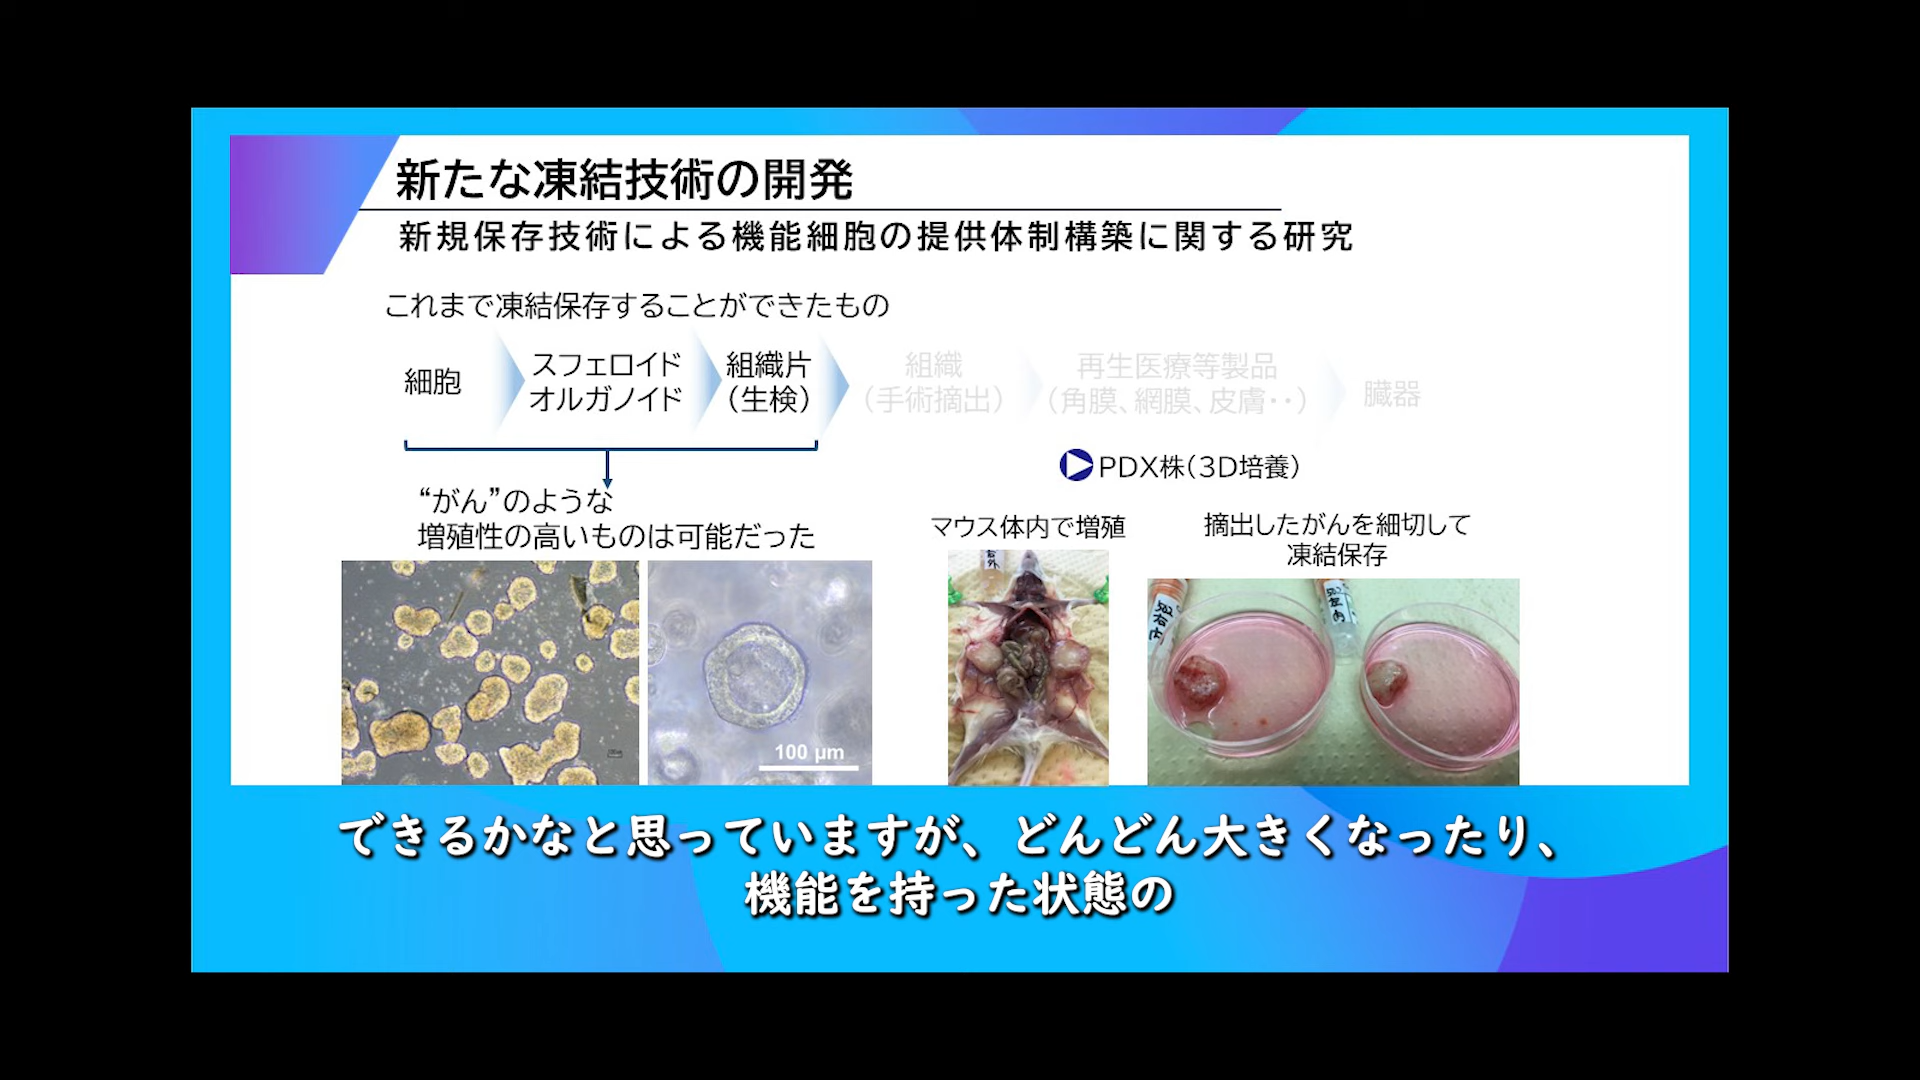 新たな凍結技術の開発
新規保存技術による機能細胞の提供体制構築に関する研究
これまで凍結保存することができたもの
細胞
スフェロイド
オルガノイド
組織片
（生検）
組織
（手術摘出）
再生医療等製品
（角膜、網膜、皮膚･･）
臓器
“がん”のような
増殖性の高いものは可能だった
PDX株（3D培養）
マウス体内で増殖
摘出したがんを細切して
凍結保存
100 µm
できるかなと思っていますが、どんどん大きくなったり、
機能を持った状態の